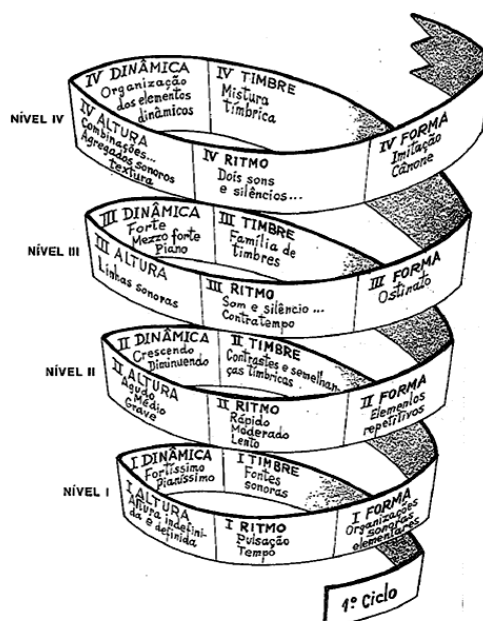 NÍVEL IV
IV DINÂMICA
Organização
dos elementos
dinâmicos
IV TIMBRE
Mistura
tímbrica
IV ALTURA
Combinações...
Agregados sonoros
textura
IV RITMO
Dois sons
e silêncios...
IV FORMA
Imitação
Cânone
NÍVEL III
III DINÂMICA
Forte
Mezzo forte
Piano
III TIMBRE
Família de
timbres
III ALTURA
Linhas sonoras
III RITMO
Som e silêncio...
Contratempo
III FORMA
Ostinato
NÍVEL II
II DINÂMICA
Crescendo
Diminuendo
II TIMBRE
Contrastes e semelhan-
ças tímbricas
II ALTURA
Agudo
Médio
Grave
II RITMO
Rápido
Moderado
Lento
II FORMA
Elementos
repetitivos
NÍVEL I
I DINÂMICA
Fortíssimo
Pianíssimo
I TIMBRE
Fontes
sonoras
I ALTURA
Altura indefini-
da e definida
I RITMO
Pulsação
Tempo
I FORMA
Organizações
sonoras
elementares
1º Ciclo